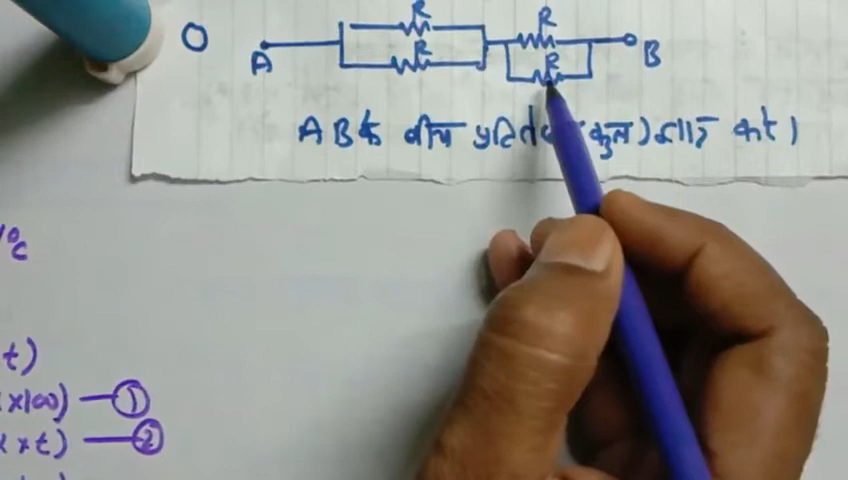 O
R
R
A
R
R
B
AB के बीच (कुल) ज्ञात करें।
°C
t)
(x100) — ①
(x t) — ②